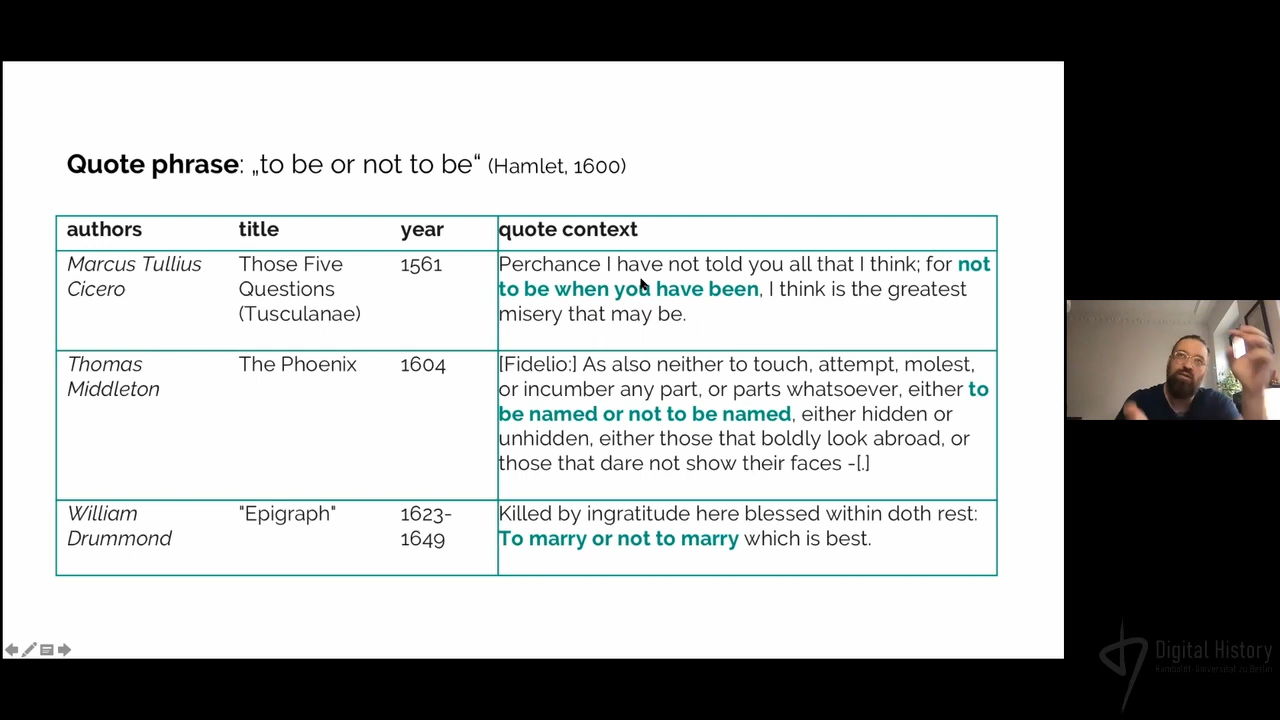 Quote phrase: „to be or not to be“ (Hamlet, 1600)
authors title year quote context
Marcus Tullius Cicero
Those Five Questions (Tusculanae)
1561
Perchance I have not told you all that I think; for not
to be when you have been, I think is the greatest
misery that may be.
Thomas Middleton
The Phoenix
1604
[Fidelio:] As also neither to touch, attempt, molest,
or incumber any part, or parts whatsoever, either to
be named or not to be named, either hidden or
unhidden, either those that boldly look abroad, or
those that dare not show their faces -[.]
William Drummond
"Epigraph"
1623-1649
Killed by ingratitude here blessed within doth rest:
To marry or not to marry which is best.
Digital History
Humboldt-Universität zu Berlin